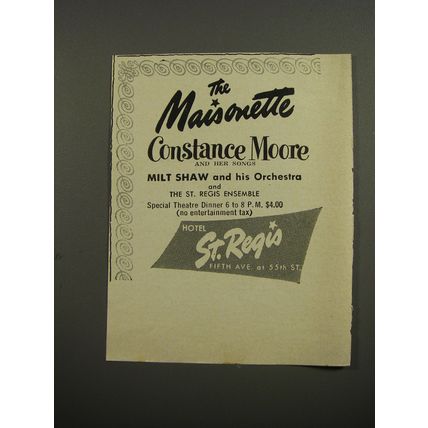 The
Maisonette
Constance Moore
AND HER SONGS
MILT SHAW and his Orchestra
and
THE ST. REGIS ENSEMBLE
Special Theatre Dinner 6 to 8 P.M. $4.00
(no entertainment tax)
HOTEL
St. Regis
FIFTH AVE. at 55th ST.